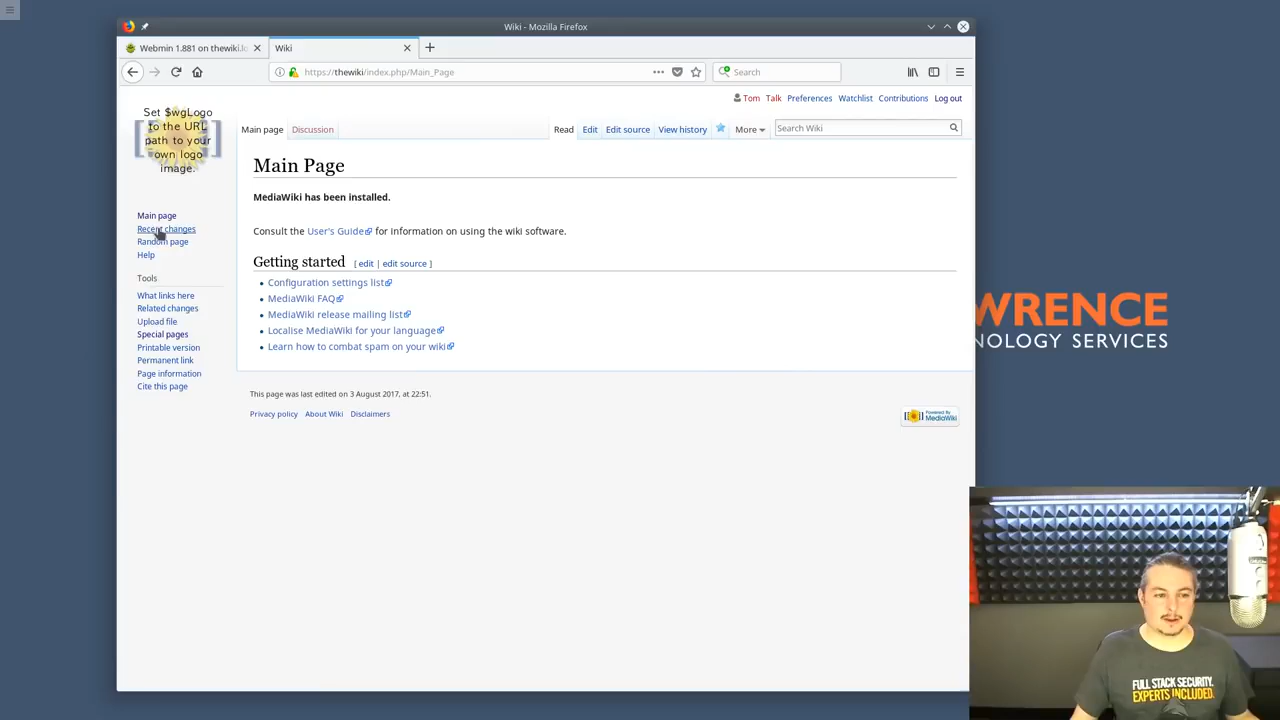 Wiki - Mozilla Firefox
Webmin 1.881 on thewiki.lo
Wiki
https://thewiki/index.php/Main_Page
Search
Tom Talk Preferences Watchlist Contributions Log out
Set $wgLogo
to the URL
path to your
own logo
image.
Main page Discussion Read Edit Edit source View history More
Search Wiki
Main Page
MediaWiki has been installed.
Consult the User's Guide for information on using the wiki software.
Getting started [ edit | edit source ]
Configuration settings list
MediaWiki FAQ
MediaWiki release mailing list
Localise MediaWiki for your language
Learn how to combat spam on your wiki
Main page
Recent changes
Random page
Help
Tools
What links here
Related changes
Upload file
Special pages
Printable version
Permanent link
Page information
Cite this page
This page was last edited on 3 August 2017, at 22:51.
Privacy policy About Wiki Disclaimers
Powered By
MediaWiki
WRENCE
NOLOGY SERVICES
FULL STACK SECURITY.
EXPERTS INCLUDED.